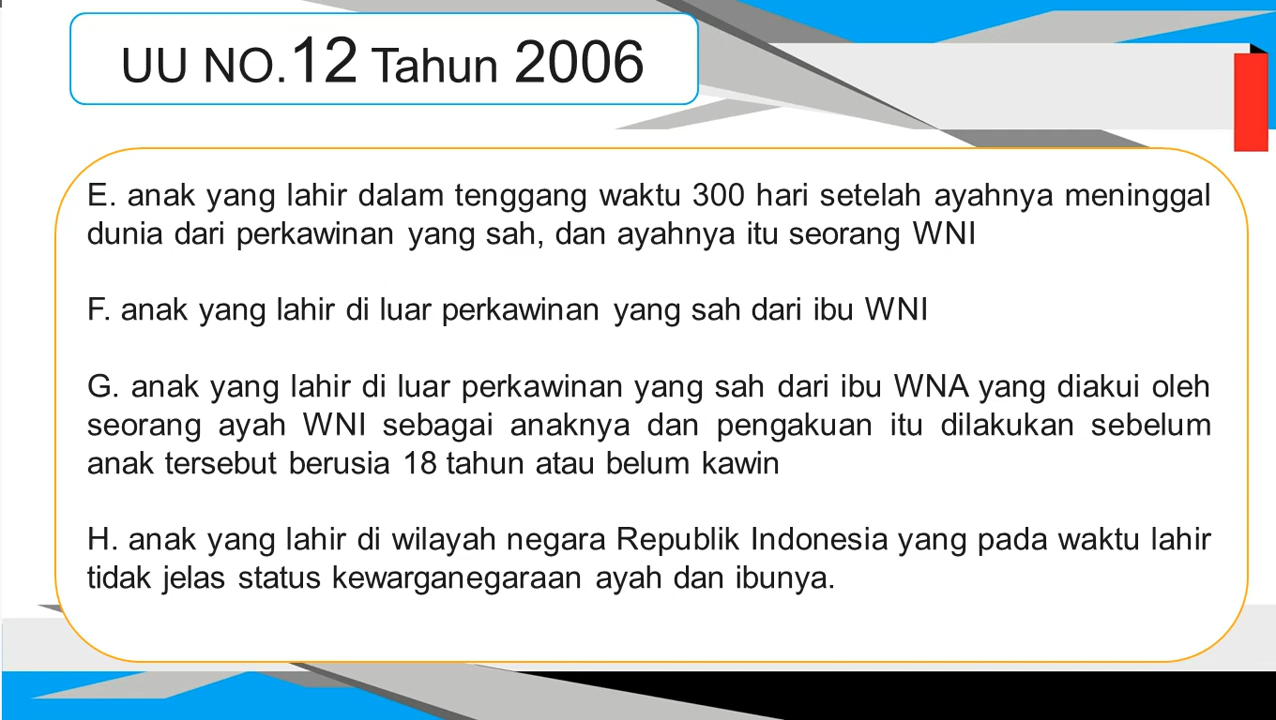 UU NO.12 Tahun 2006
E. anak yang lahir dalam tenggang waktu 300 hari setelah ayahnya meninggal
dunia dari perkawinan yang sah, dan ayahnya itu seorang WNI
F. anak yang lahir di luar perkawinan yang sah dari ibu WNI
G. anak yang lahir di luar perkawinan yang sah dari ibu WNA yang diakui oleh
seorang ayah WNI sebagai anaknya dan pengakuan itu dilakukan sebelum
anak tersebut berusia 18 tahun atau belum kawin
H. anak yang lahir di wilayah negara Republik Indonesia yang pada waktu lahir
tidak jelas status kewarganegaraan ayah dan ibunya.